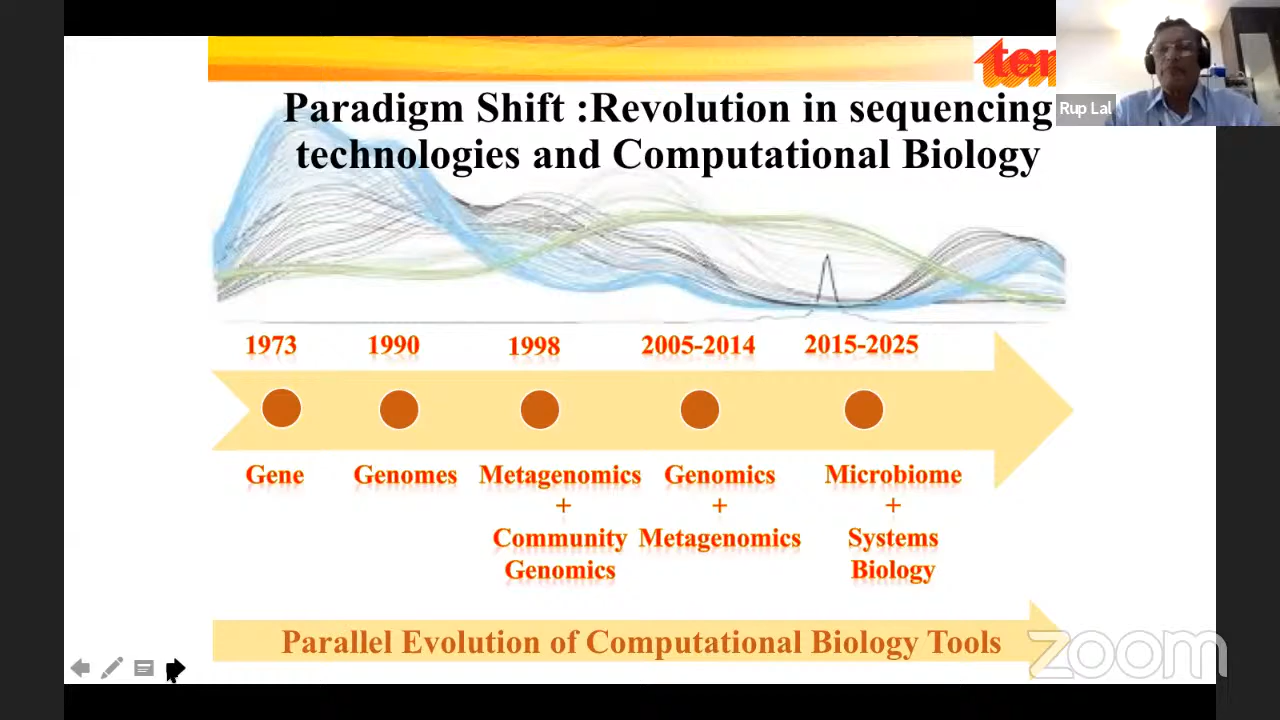 ter
Rup Lal
Paradigm Shift :Revolution in sequencing
technologies and Computational Biology
1973 1990 1998 2005-2014 2015-2025
Gene Genomes Metagenomics Genomics Microbiome
+ + +
Community Metagenomics Systems
Genomics Biology
Parallel Evolution of Computational Biology Tools
zoom